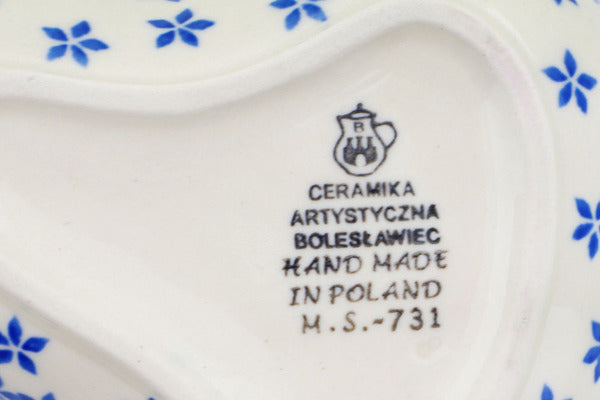 B
CERAMIKA
ARTYSTYCZNA
BOLESŁAWIEC
HAND MADE
IN POLAND
M.S.-731